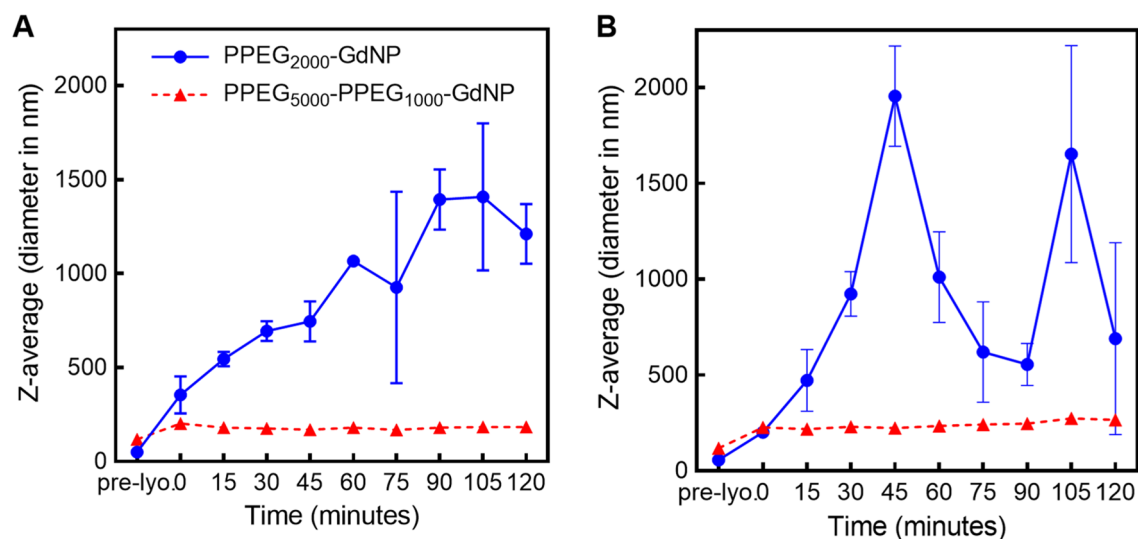 A
PPEG2000-GdNP
PPEG5000-PPEG1000-GdNP
Z-average (diameter in nm)
2000
1500
1000
500
0
pre-lyo. 0 15 30 45 60 75 90 105 120
Time (minutes)
B
Z-average (diameter in nm)
2000
1500
1000
500
0
pre-lyo. 0 15 30 45 60 75 90 105 120
Time (minutes)